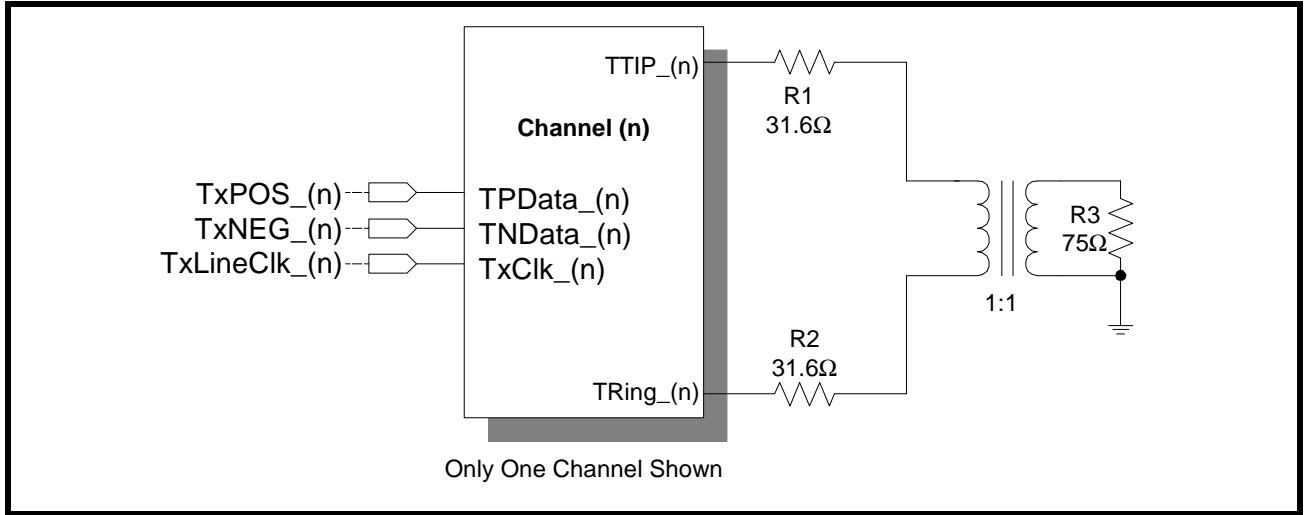 TTIP_(n)
R1
31.6Ω
Channel (n)
TxPOS_(n)
TPData_(n)
TxNEG_(n)
TNData_(n)
TxLineClk_(n)
TxClk_(n)
R3
75Ω
1:1
R2
31.6Ω
TRing_(n)
Only One Channel Shown